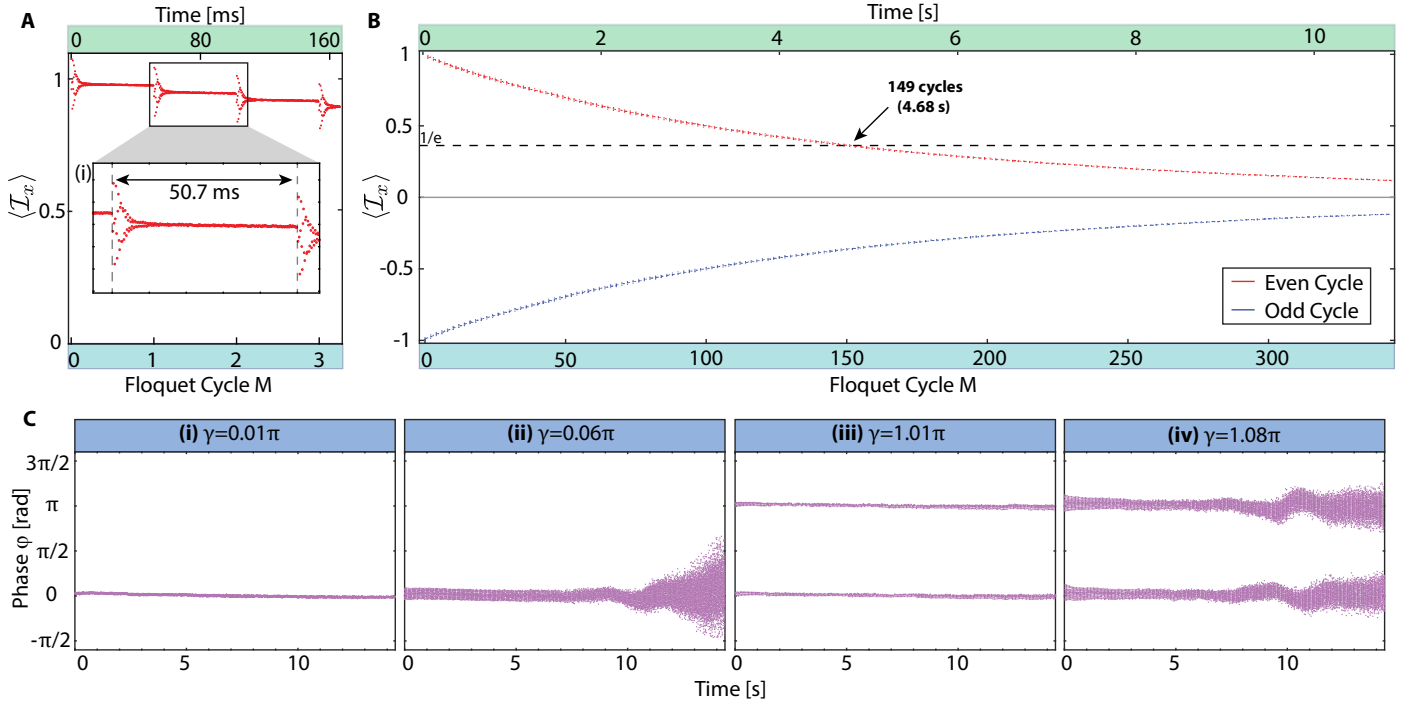 A
Time [ms]
0 80 160
1
0.5
0
⟨𝓘x⟩
(i)
50.7 ms
0 1 2 3
Floquet Cycle M
B
Time [s]
0 2 4 6 8 10
1
0.5
1/e
0
-0.5
-1
⟨𝓘x⟩
149 cycles
(4.68 s)
Even Cycle
Odd Cycle
0 50 100 150 200 250 300
Floquet Cycle M
C
(i) γ=0.01π
(ii) γ=0.06π
(iii) γ=1.01π
(iv) γ=1.08π
3π/2
π
π/2
0
-π/2
Phase φ [rad]
0 5 10
0 5 10
0 5 10
0 5 10
Time [s]